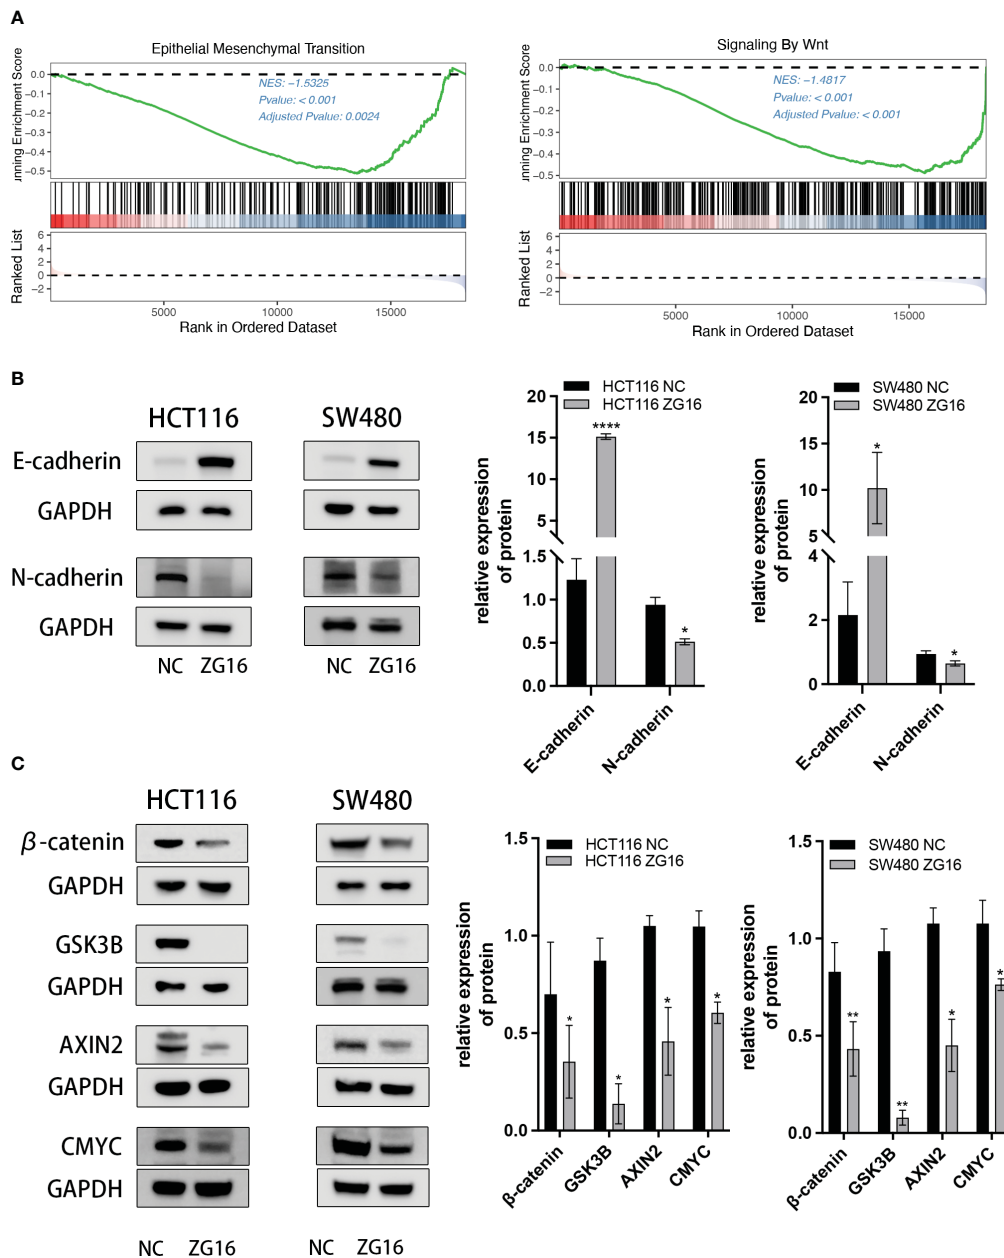 A
Epithelial Mesenchymal Transition
Enrichment Score
0.0
−0.1
−0.2
−0.3
−0.4
−0.5
NES: −1.5325
Pvalue: < 0.001
Adjusted Pvalue: 0.0024
Ranked List
6
4
2
0
−2
5000
10000
15000
Rank in Ordered Dataset
Signaling By Wnt
Enrichment Score
0.0
−0.1
−0.2
−0.3
−0.4
−0.5
NES: −1.4817
Pvalue: < 0.001
Adjusted Pvalue: < 0.001
Ranked List
6
4
2
0
−2
5000
10000
15000
Rank in Ordered Dataset
B
HCT116 SW480
E-cadherin
GAPDH
N-cadherin
GAPDH
NC ZG16 NC ZG16
HCT116 NC
HCT116 ZG16
relative expression
of protein
20
15
10
5
1.5
1.0
0.5
0.0
****
*
E-cadherin
N-cadherin
SW480 NC
SW480 ZG16
relative expression
of protein
20
15
10
5
4
2
0
*
*
E-cadherin
N-cadherin
C
HCT116 SW480
β-catenin
GAPDH
GSK3B
GAPDH
AXIN2
GAPDH
CMYC
GAPDH
NC ZG16 NC ZG16
HCT116 NC
HCT116 ZG16
relative expression
of protein
1.5
1.0
0.5
0.0
*
*
*
*
β-catenin
GSK3B
AXIN2
CMYC
SW480 NC
SW480 ZG16
relative expression
of protein
1.5
1.0
0.5
0.0
**
**
*
*
β-catenin
GSK3B
AXIN2
CMYC